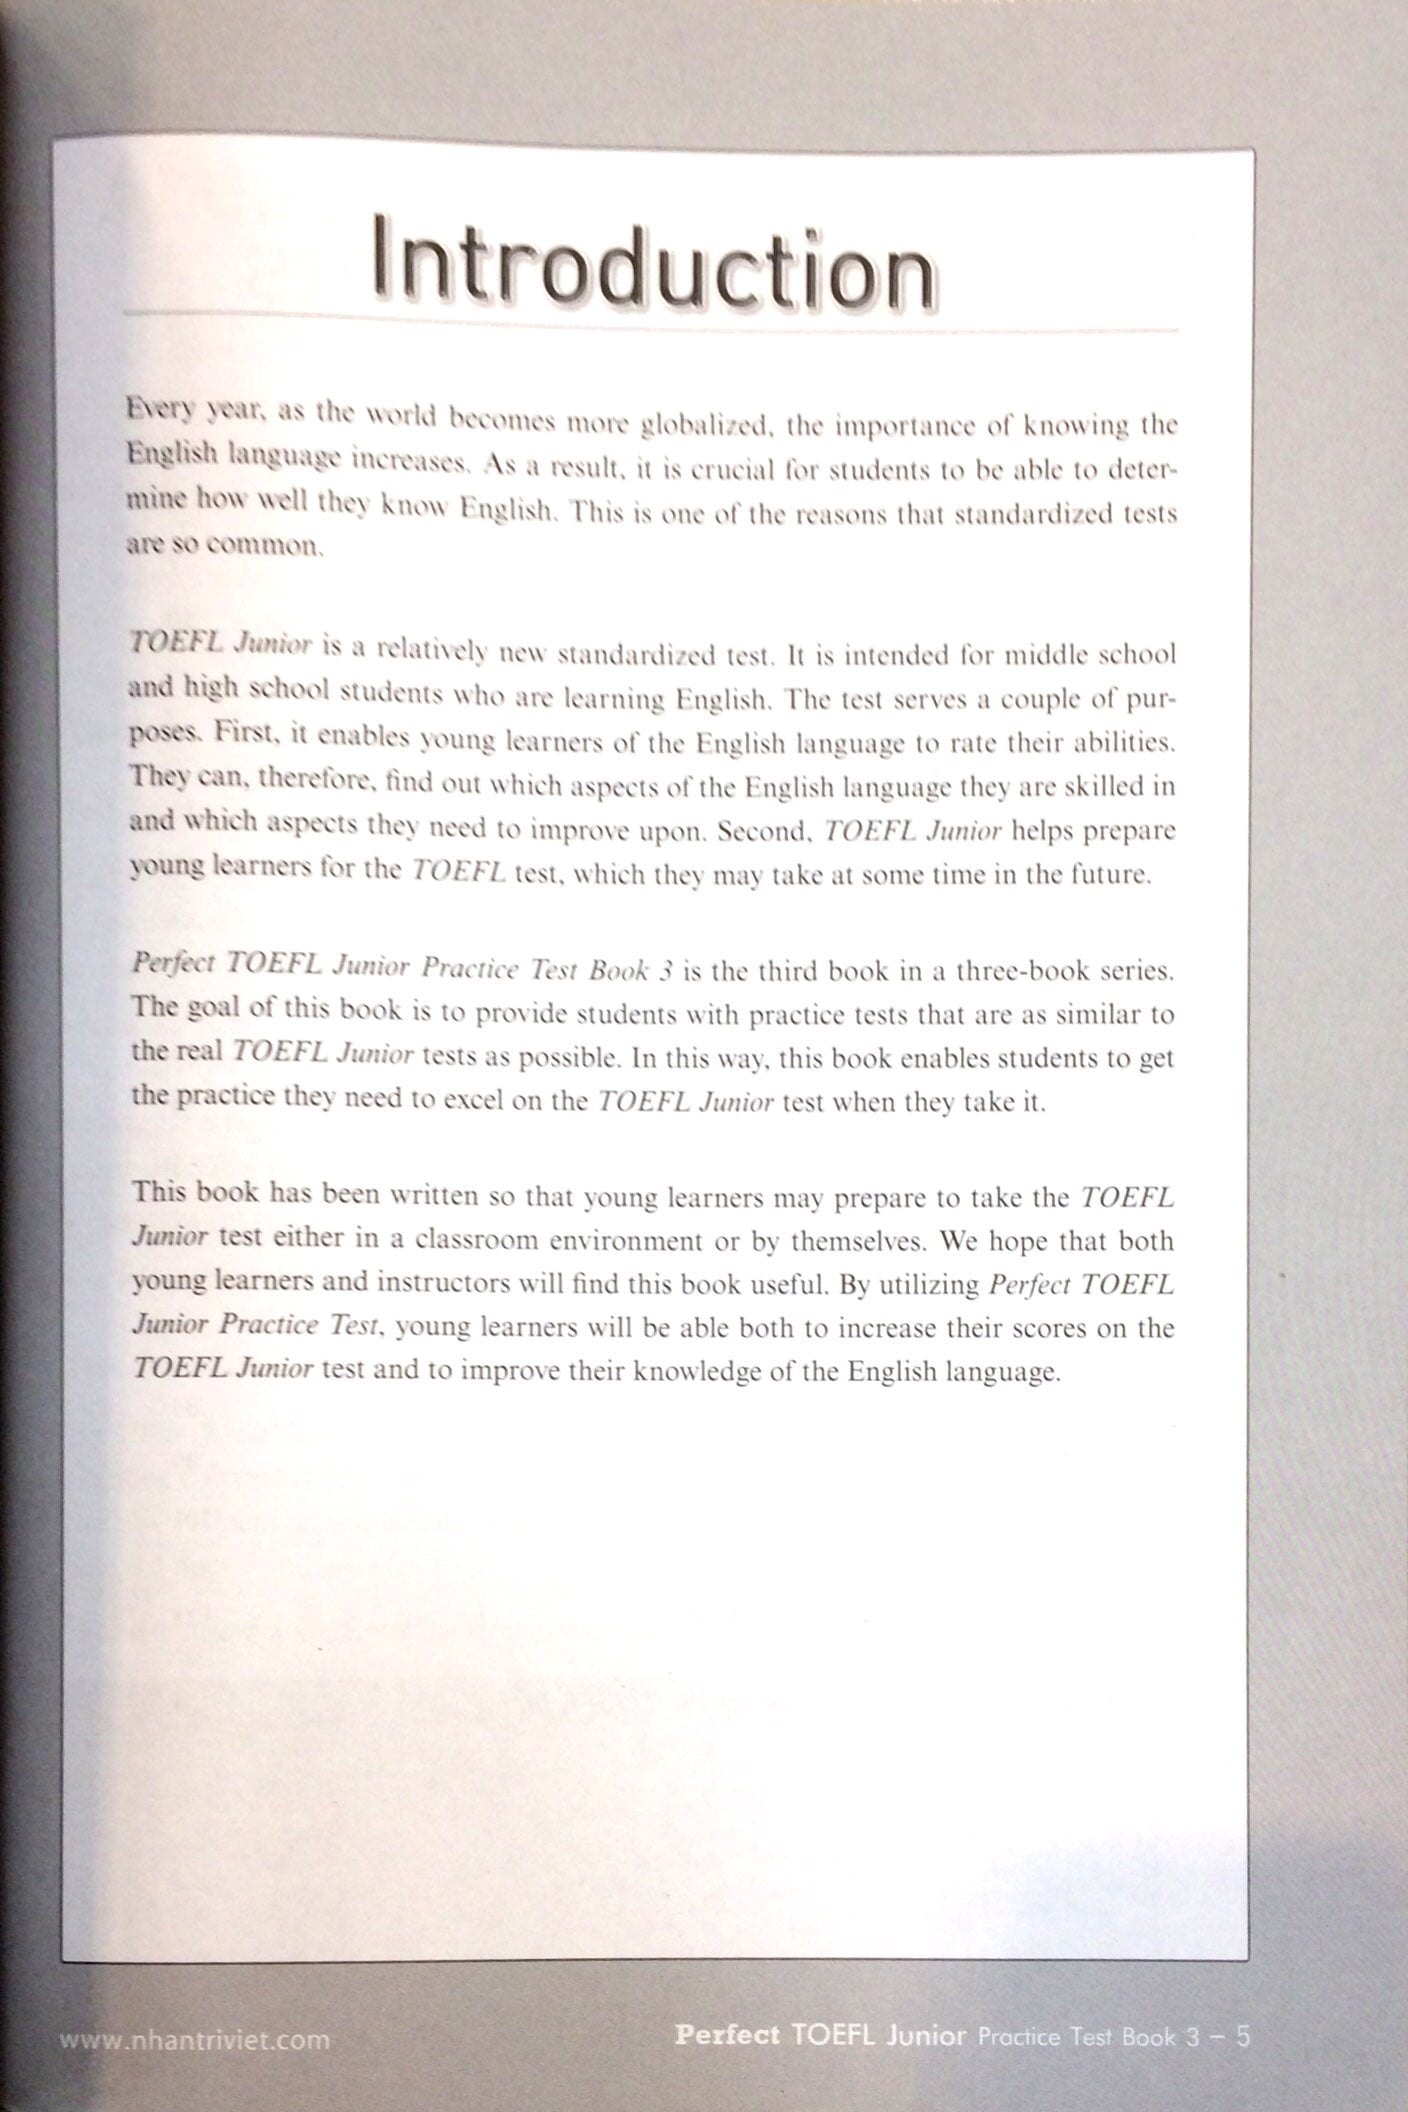 Introduction
Every year, as the world becomes more globalized, the importance of knowing the
English language increases. As a result, it is crucial for students to be able to deter-
mine how well they know English. This is one of the reasons that standardized tests
are so common.
TOEFL Junior is a relatively new standardized test. It is intended for middle school
and high school students who are learning English. The test serves a couple of pur-
poses. First, it enables young learners of the English language to rate their abilities.
They can, therefore, find out which aspects of the English language they are skilled in
and which aspects they need to improve upon. Second, TOEFL Junior helps prepare
young learners for the TOEFL test, which they may take at some time in the future.
Perfect TOEFL Junior Practice Test Book 3 is the third book in a three-book series.
The goal of this book is to provide students with practice tests that are as similar to
the real TOEFL Junior tests as possible. In this way, this book enables students to get
the practice they need to excel on the TOEFL Junior test when they take it.
This book has been written so that young learners may prepare to take the TOEFL
Junior test either in a classroom environment or by themselves. We hope that both
young learners and instructors will find this book useful. By utilizing Perfect TOEFL
Junior Practice Test, young learners will be able both to increase their scores on the
TOEFL Junior test and to improve their knowledge of the English language.
www.nhantriviet.com
Perfect TOEFL Junior Practice Test Book 3 – 5